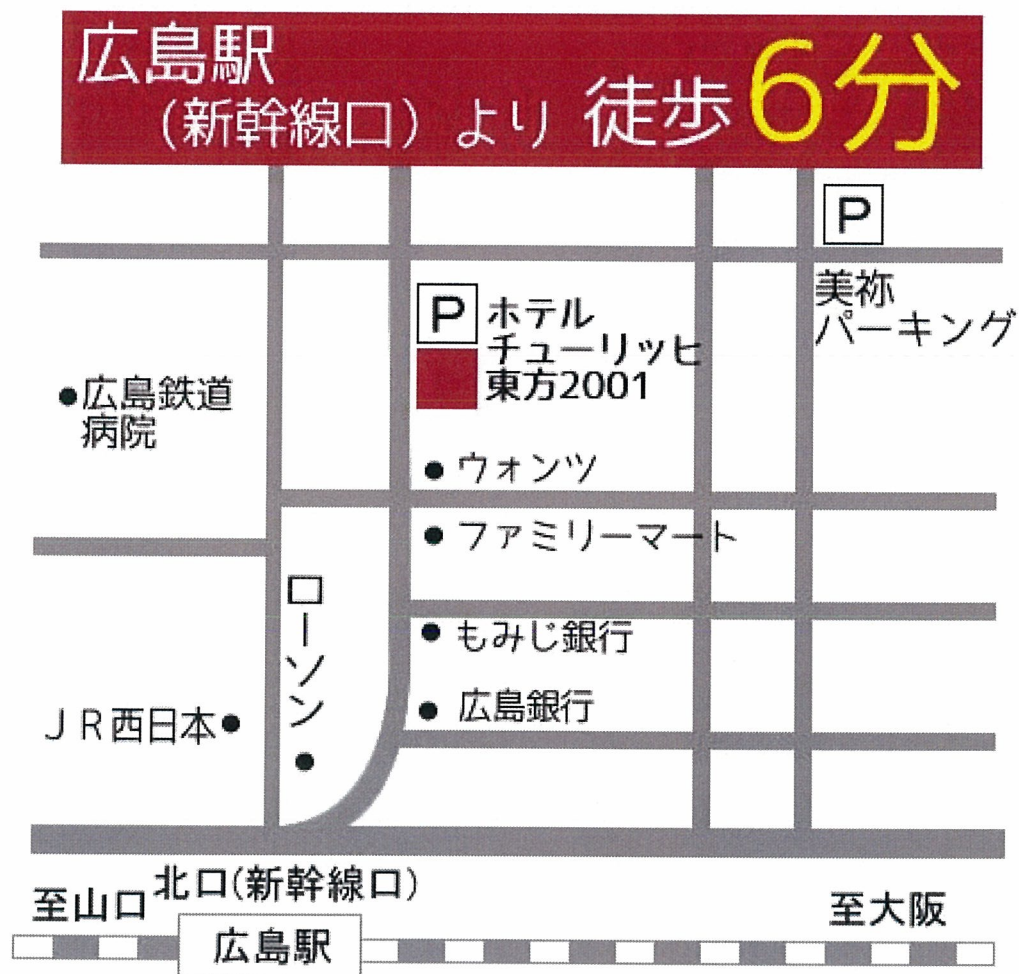 広島駅
(新幹線口)より 徒歩6分
P
P
ホテル
チューリッヒ
東方2001
美祢
パーキング
広島鉄道
病院
ウォンツ
ファミリーマート
ローソン
もみじ銀行
広島銀行
JR西日本
北口(新幹線口)
至山口
至大阪
広島駅